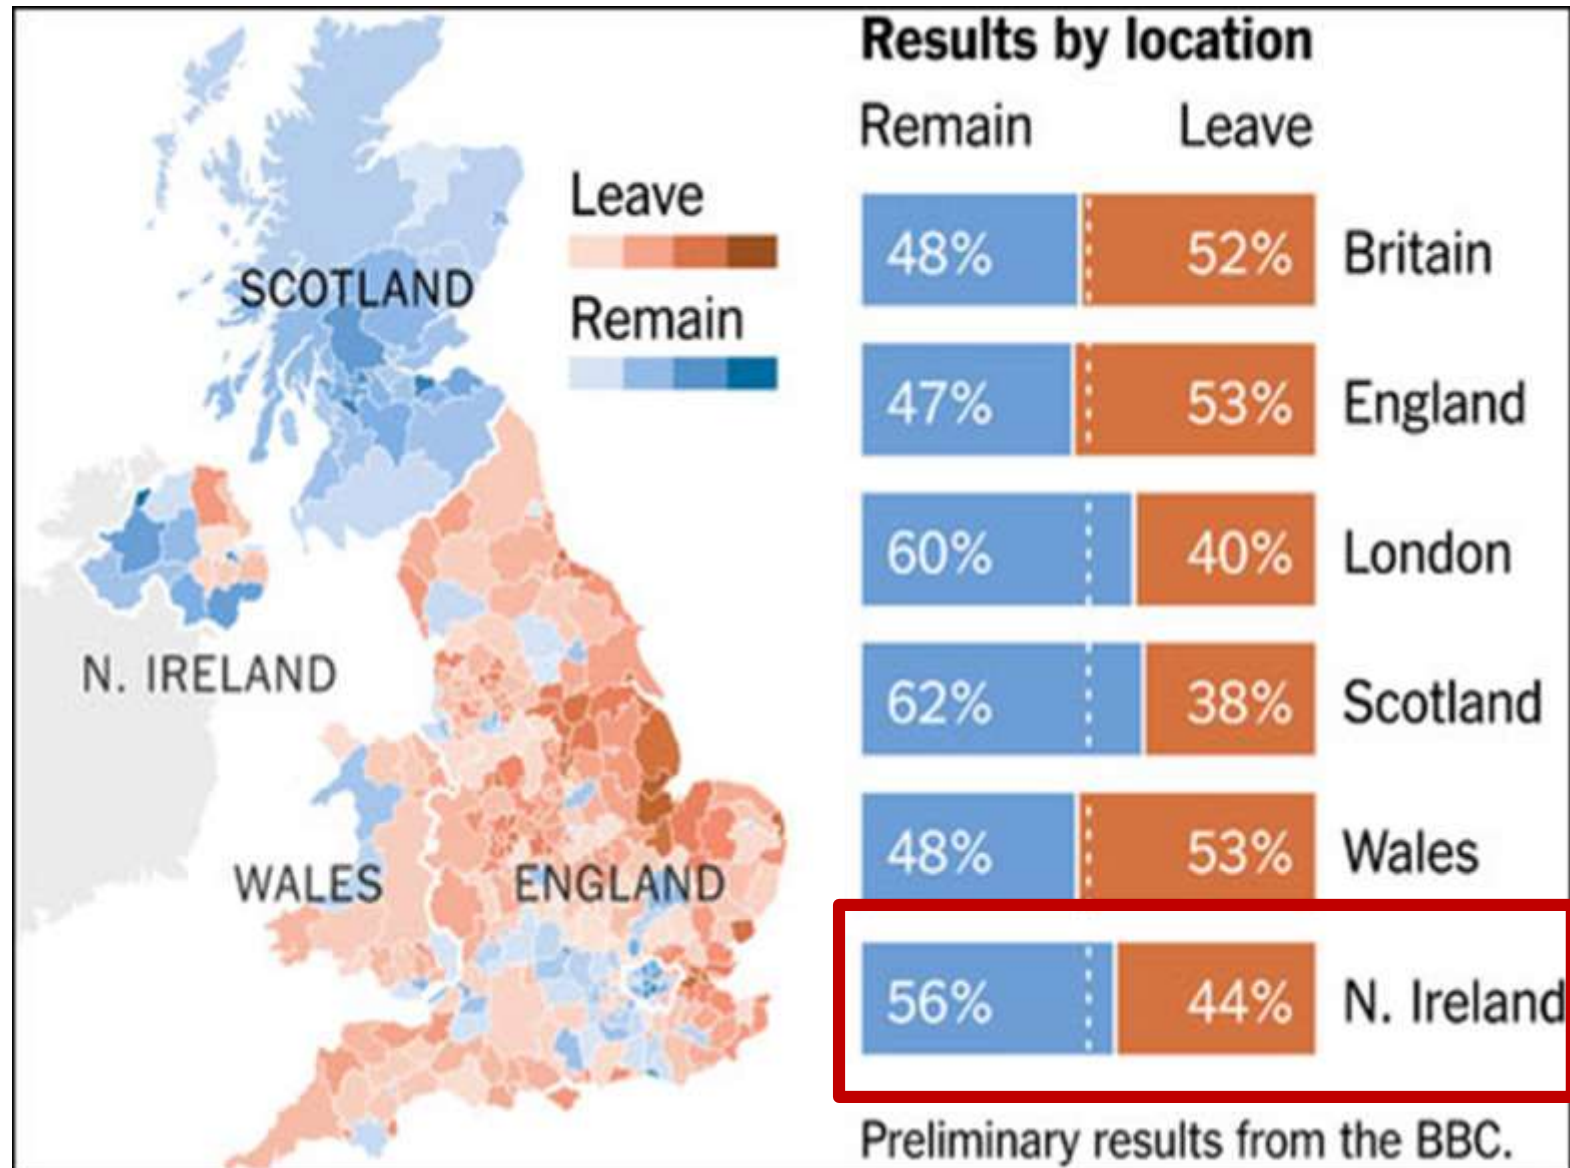 SCOTLAND
N. IRELAND
WALES
ENGLAND
Leave
Remain
Results by location
Remain Leave
48% 52% Britain
47% 53% England
60% 40% London
62% 38% Scotland
48% 53% Wales
56% 44% N. Ireland
Preliminary results from the BBC.